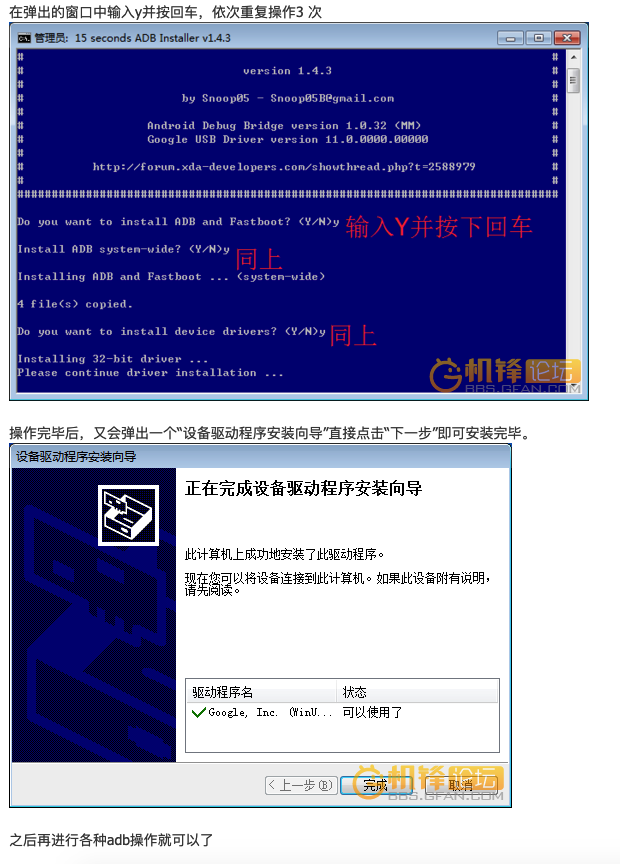 在弹出的窗口中输入y并按回车，依次重复操作3 次
管理员: 15 seconds ADB Installer v1.4.3
# #
# version 1.4.3 #
# #
# by Snoop05 - Snoop05B@gmail.com #
# #
# Android Debug Bridge version 1.0.32 (MM) #
# Google USB Driver version 11.0.0000.00000 #
# #
# http://forum.xda-developers.com/showthread.php?t=2588979 #
# #
###############################################################################
Do you want to install ADB and Fastboot? (Y/N)y 输入Y并按下回车
Install ADB system-wide? (Y/N)y
同上
Installing ADB and Fastboot ... (system-wide)
4 file(s) copied.
Do you want to install device drivers? (Y/N)y 同上
Installing 32-bit driver ...
Please continue driver installation ...
机锋论坛
BBS.GFAN.COM
操作完毕后，又会弹出一个“设备驱动程序安装向导”直接点击“下一步”即可安装完毕。
设备驱动程序安装向导
正在完成设备驱动程序安装向导
此计算机上成功地安装了此驱动程序。
现在您可以将设备连接到此计算机。如果此设备附有说明，
请先阅读。
驱动程序名 状态
Google, Inc. (WinU... 可以使用了
< 上一步(B) 完成 取消
机锋论坛
BBS.GFAN.COM
之后再进行各种adb操作就可以了